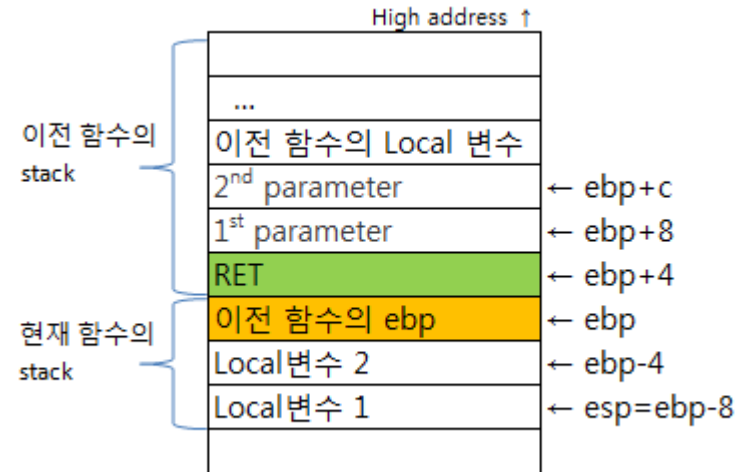 High address ↑
...
이전 함수의
stack
이전 함수의 Local 변수
2nd parameter
← ebp+c
1st parameter
← ebp+8
RET
← ebp+4
현재 함수의
stack
이전 함수의 ebp
← ebp
Local변수 2
← ebp-4
Local변수 1
← esp=ebp-8